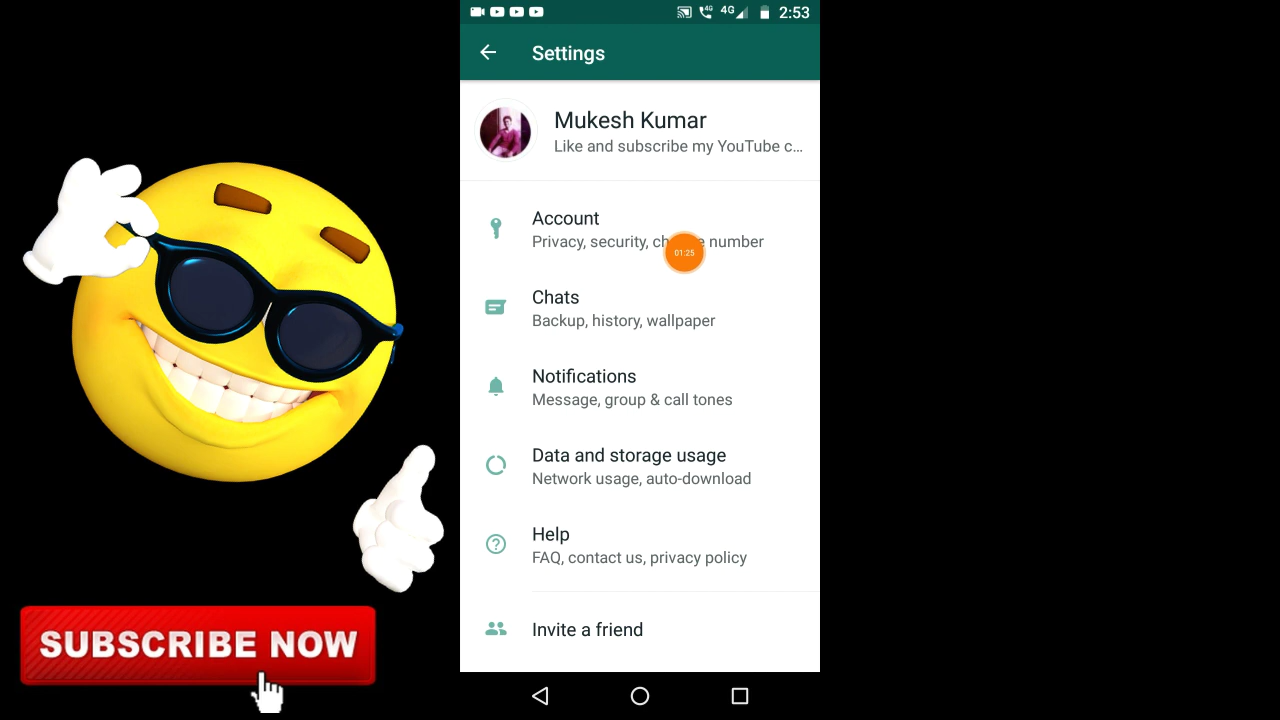 4G
4G
2:53
Settings
Mukesh Kumar
Like and subscribe my YouTube c...
Account
Privacy, security, ch e number
01:25
Chats
Backup, history, wallpaper
Notifications
Message, group & call tones
Data and storage usage
Network usage, auto-download
Help
FAQ, contact us, privacy policy
Invite a friend
SUBSCRIBE NOW